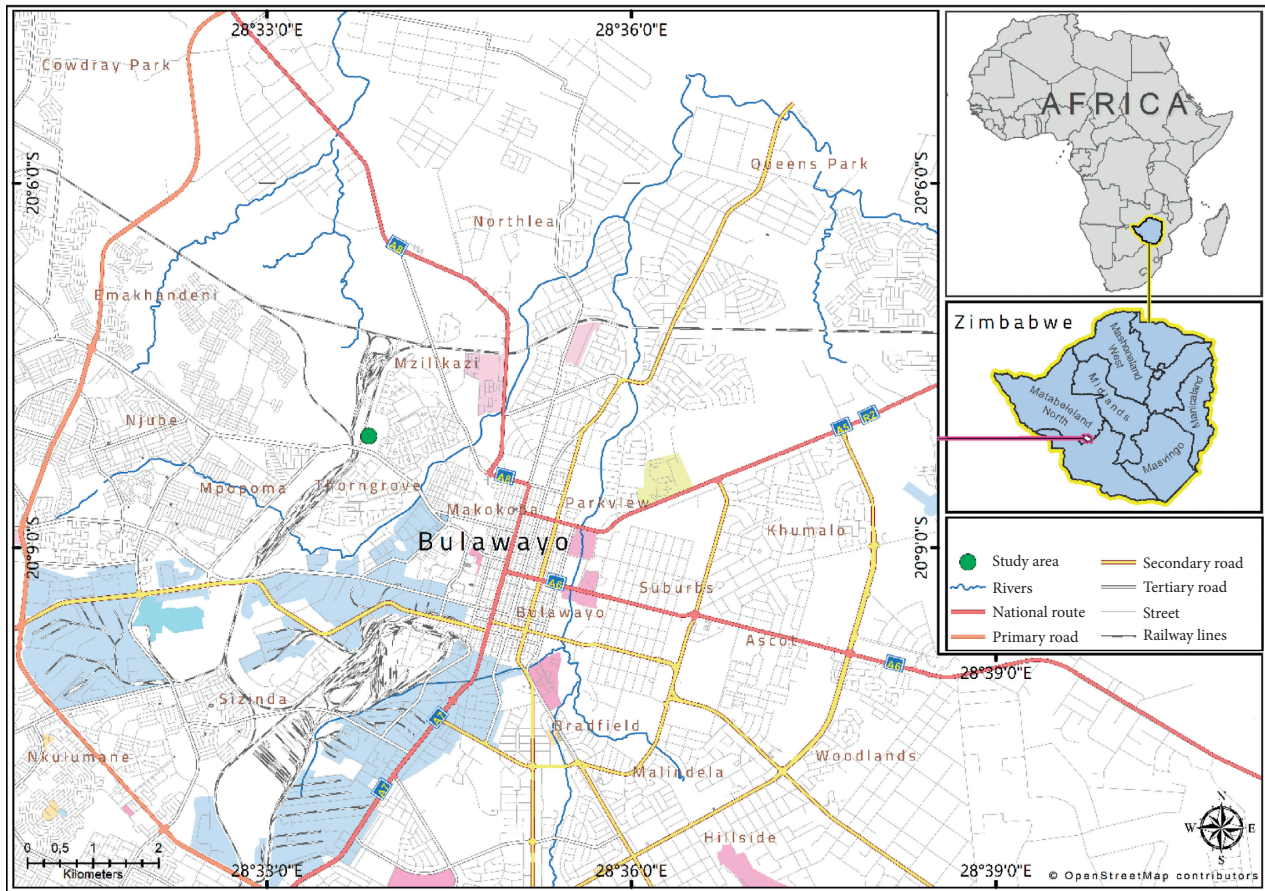 28°33'0"E
28°36'0"E
Cowdray Park
20°6'0"S
Queens Park
20°6'0"S
Northlea
A8
Emakhandeni
Mzilikazi
Njube
A5
R2
Mpopoma
Thorngrove
A8
Makokoba
Parkview
Khumalo
20°9'0"S
Bulawayo
20°9'0"S
A6
Suburbs
Bulawayo
Ascot
A6
28°39'0"E
Sizinda
A7
Bradfield
Nkulumane
Malindela
Woodlands
A7
Hillside
0 0,5 1 2
Kilometers
28°33'0"E
28°36'0"E
28°39'0"E
AFRICA
Zimbabwe
Mashonaland
West
Midlands
Manicaland
Matabeleland
North
Masvingo
Study area
Rivers
National route
Primary road
Secondary road
Tertiary road
Street
Railway lines
N
W E
S
© OpenStreetMap contributors